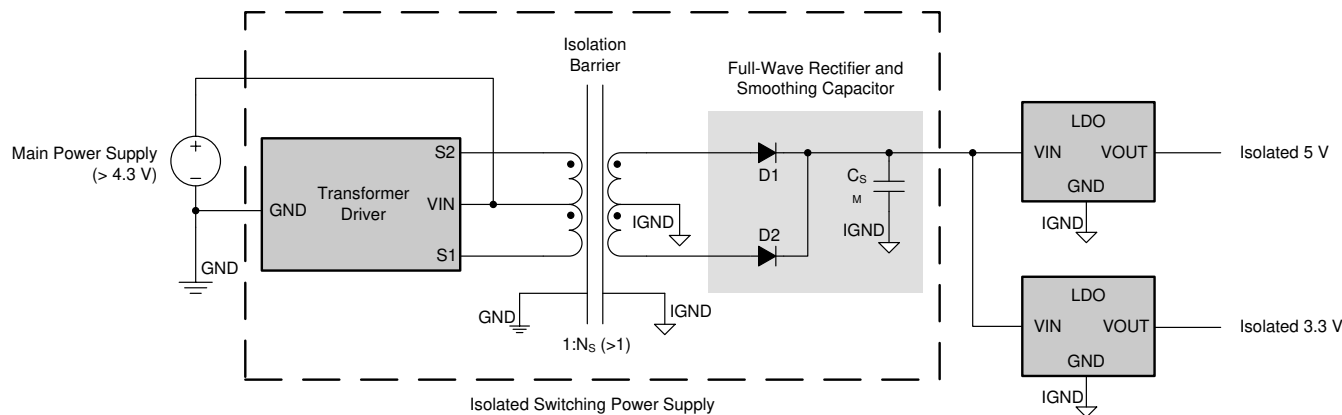 Isolation
Barrier
Full-Wave Rectifier and
Smoothing Capacitor
Main Power Supply
(> 4.3 V)
+
−
GND
GND
Transformer
Driver
S2
VIN
S1
IGND
D1
D2
CS
M
IGND
GND
IGND
1:NS (>1)
Isolated Switching Power Supply
LDO
VIN
VOUT
GND
IGND
Isolated 5 V
LDO
VIN
VOUT
GND
IGND
Isolated 3.3 V